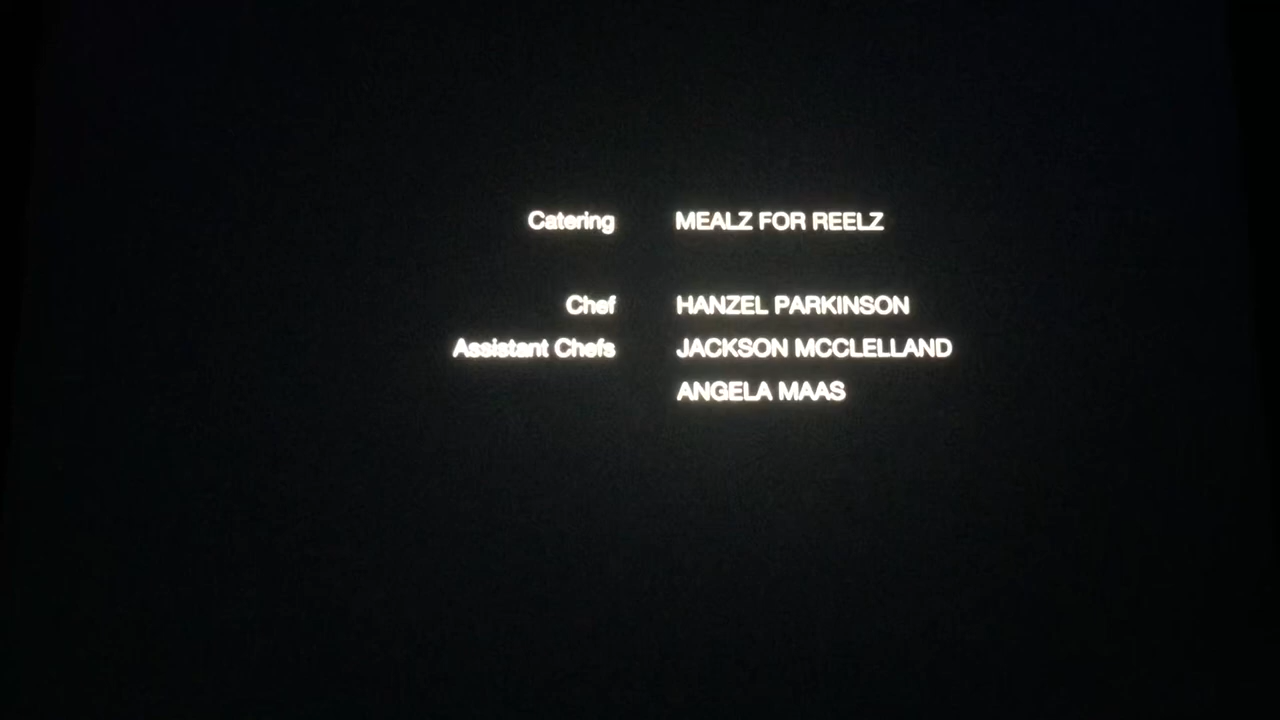 Catering MEALZ FOR REELZ
Chef HANZEL PARKINSON
Assistant Chefs JACKSON MCCLELLAND
ANGELA MAAS